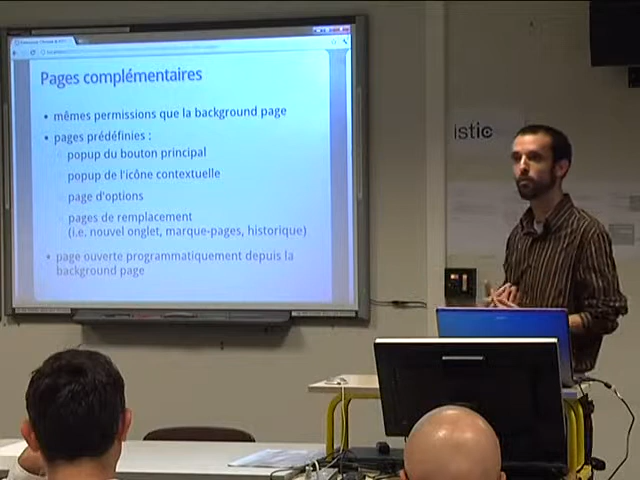 Pages complémentaires
• mêmes permissions que la background page
• pages prédéfinies :
popup du bouton principal
popup de l'icône contextuelle
page d'options
pages de remplacement
(i.e. nouvel onglet, marque-pages, historique)
• page ouverte programmatiquement depuis la
background page
istic